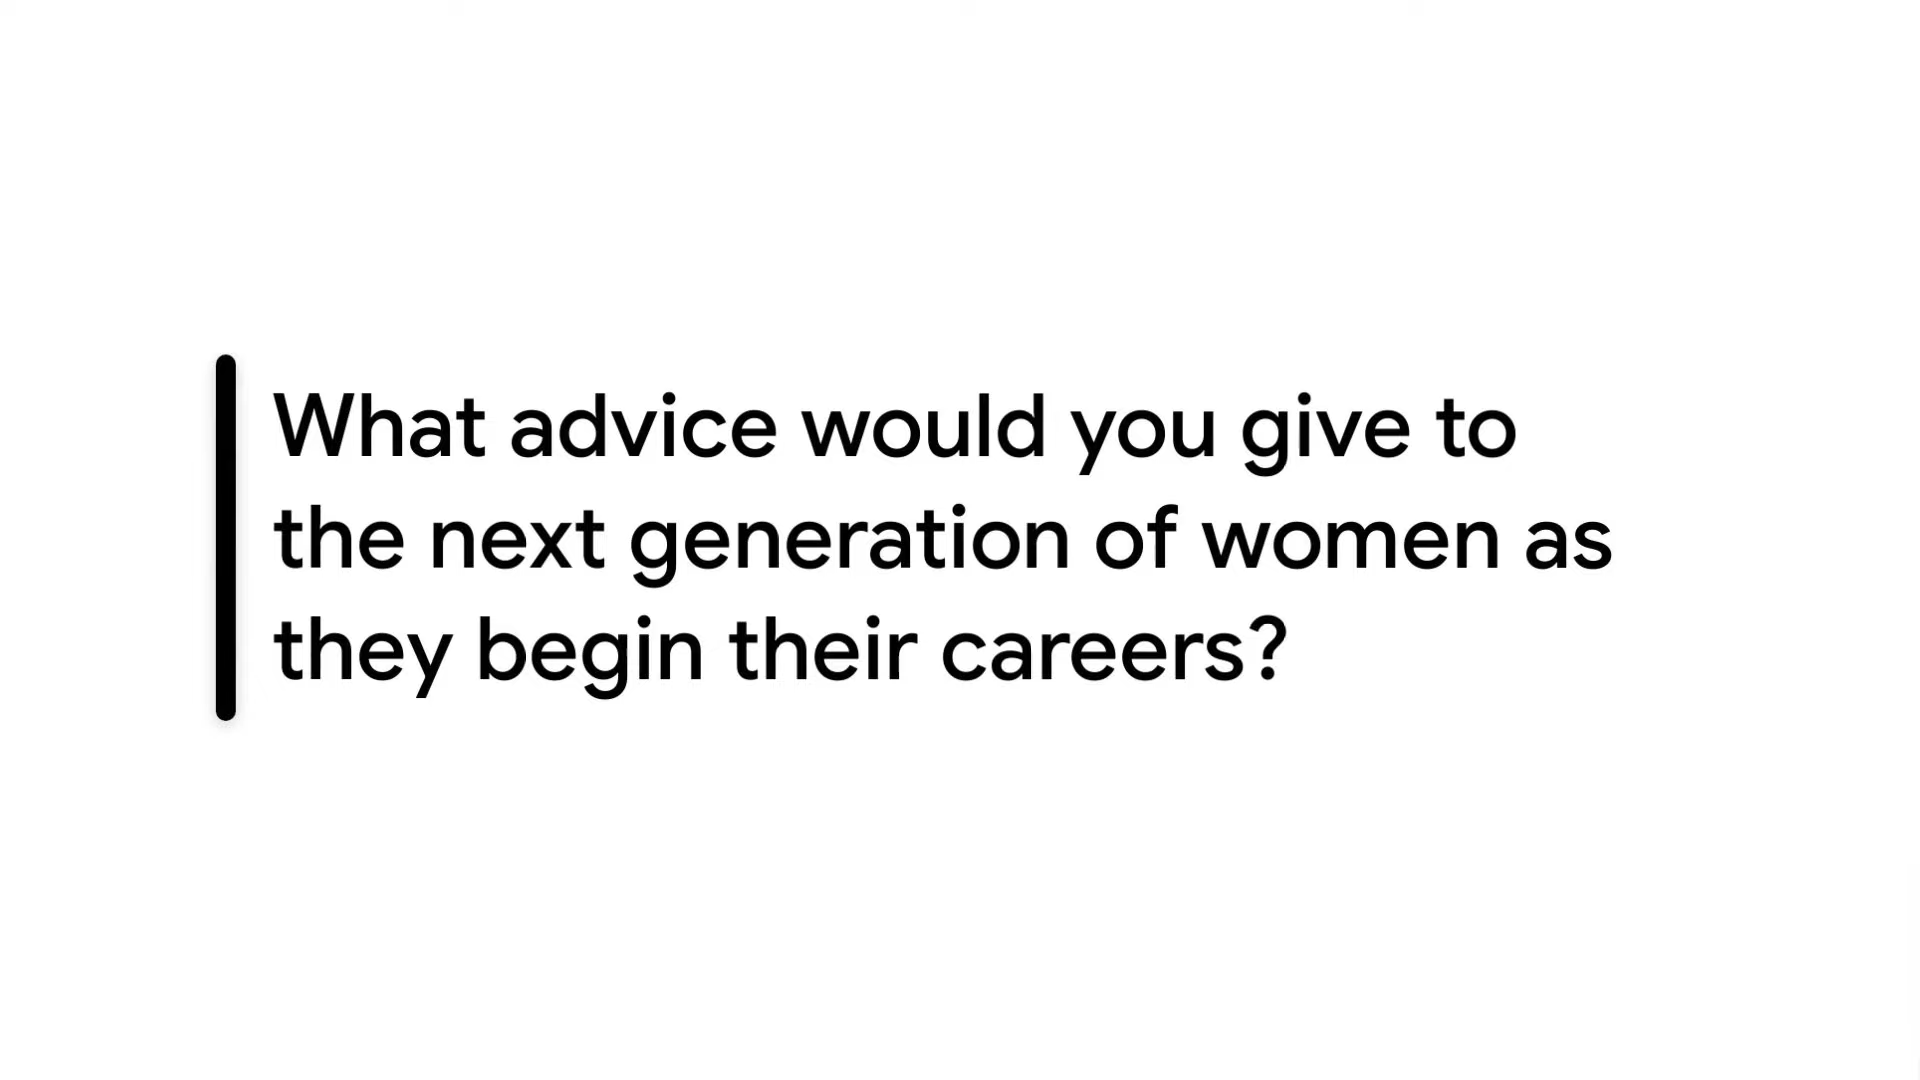 What advice would you give to
the next generation of women as
they begin their careers?